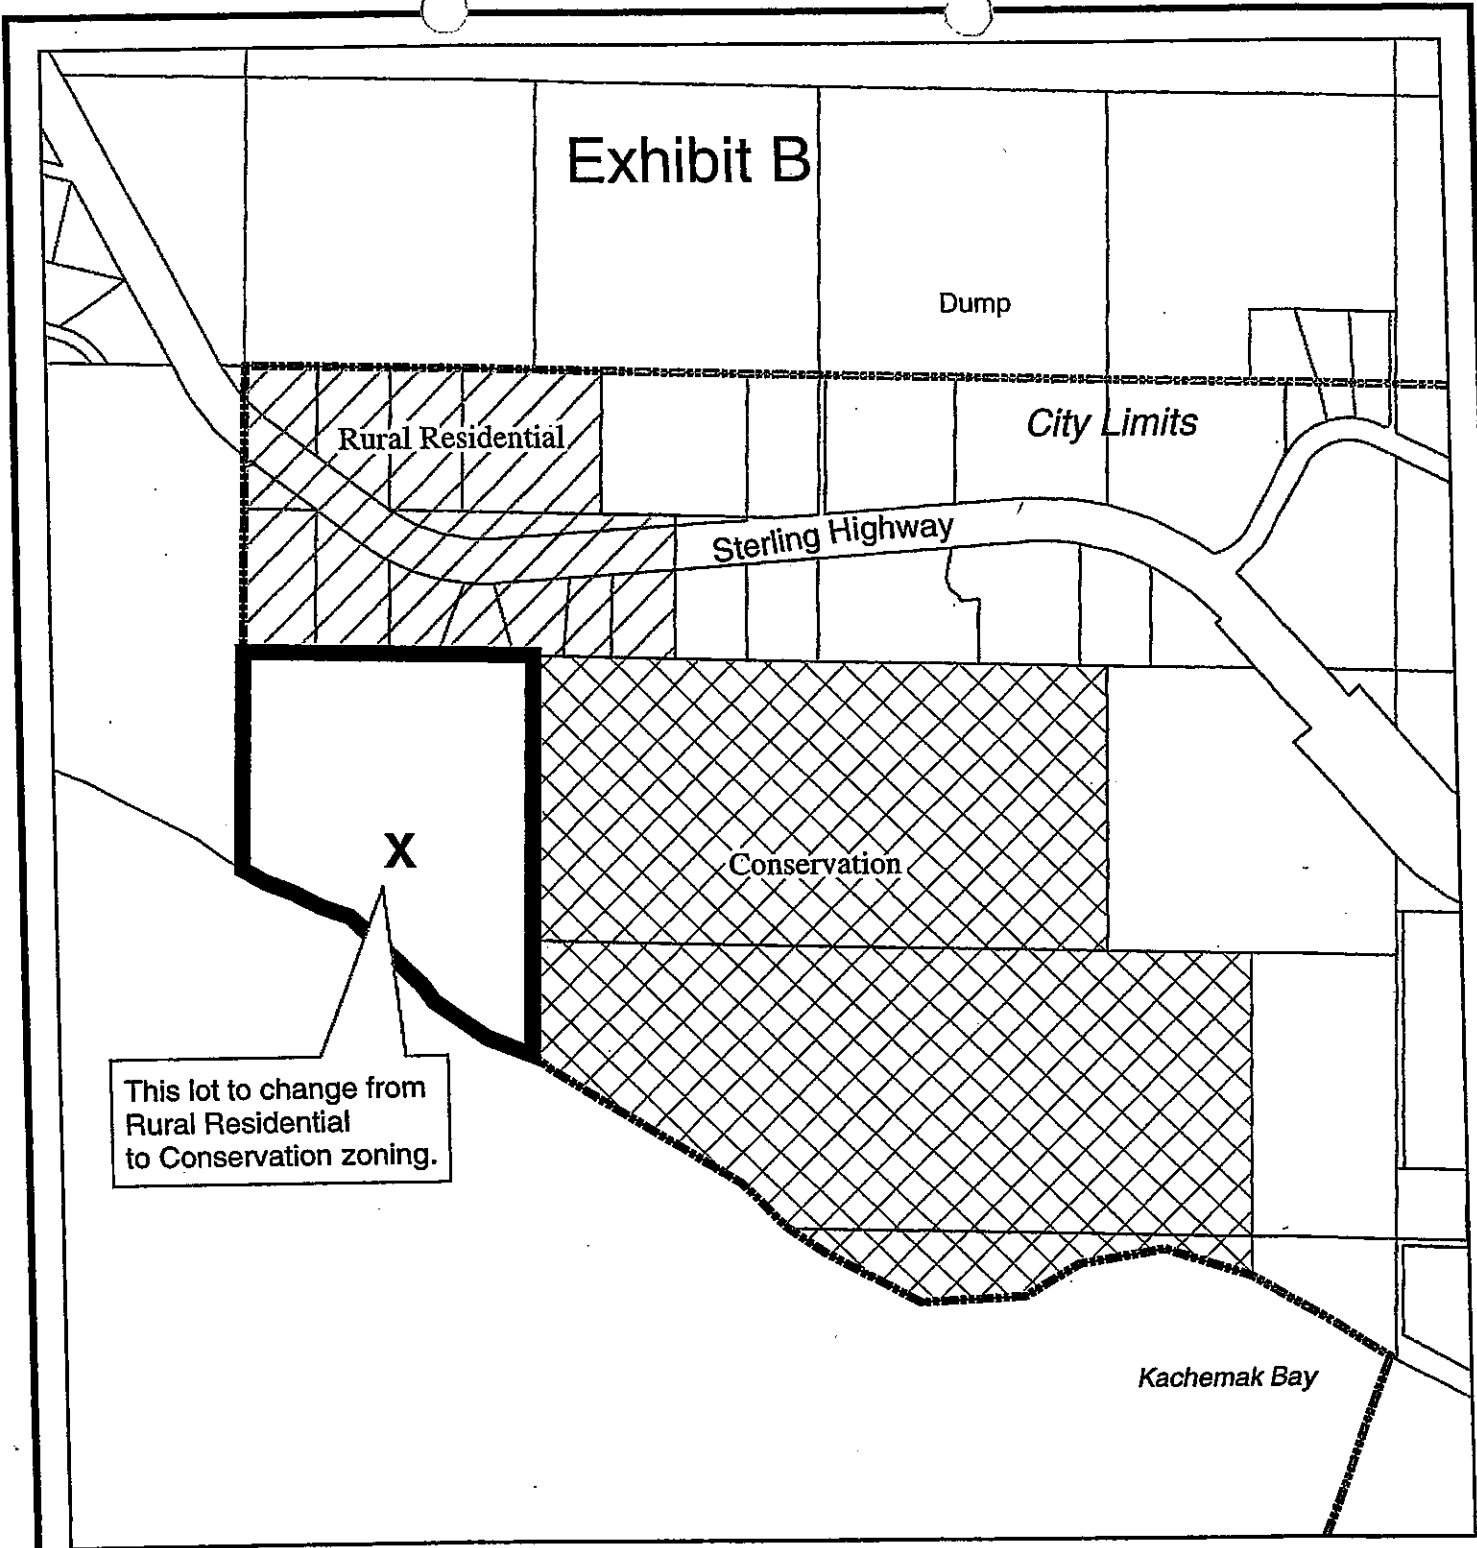 Exhibit B
Dump
City Limits
Rural Residential
Sterling Highway
X
Conservation
This lot to change from
Rural Residential
to Conservation zoning.
Kachemak Bay